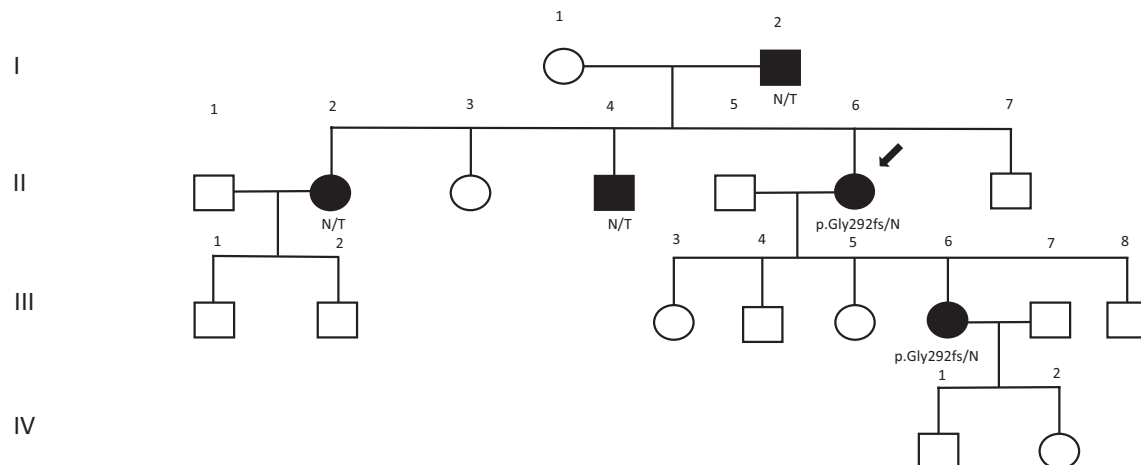 1 2
I
N/T
1 2 3 4 5 6 7
II
N/T N/T p.Gly292fs/N
1 2 3 4 5 6 7 8
III
p.Gly292fs/N
1 2
IV